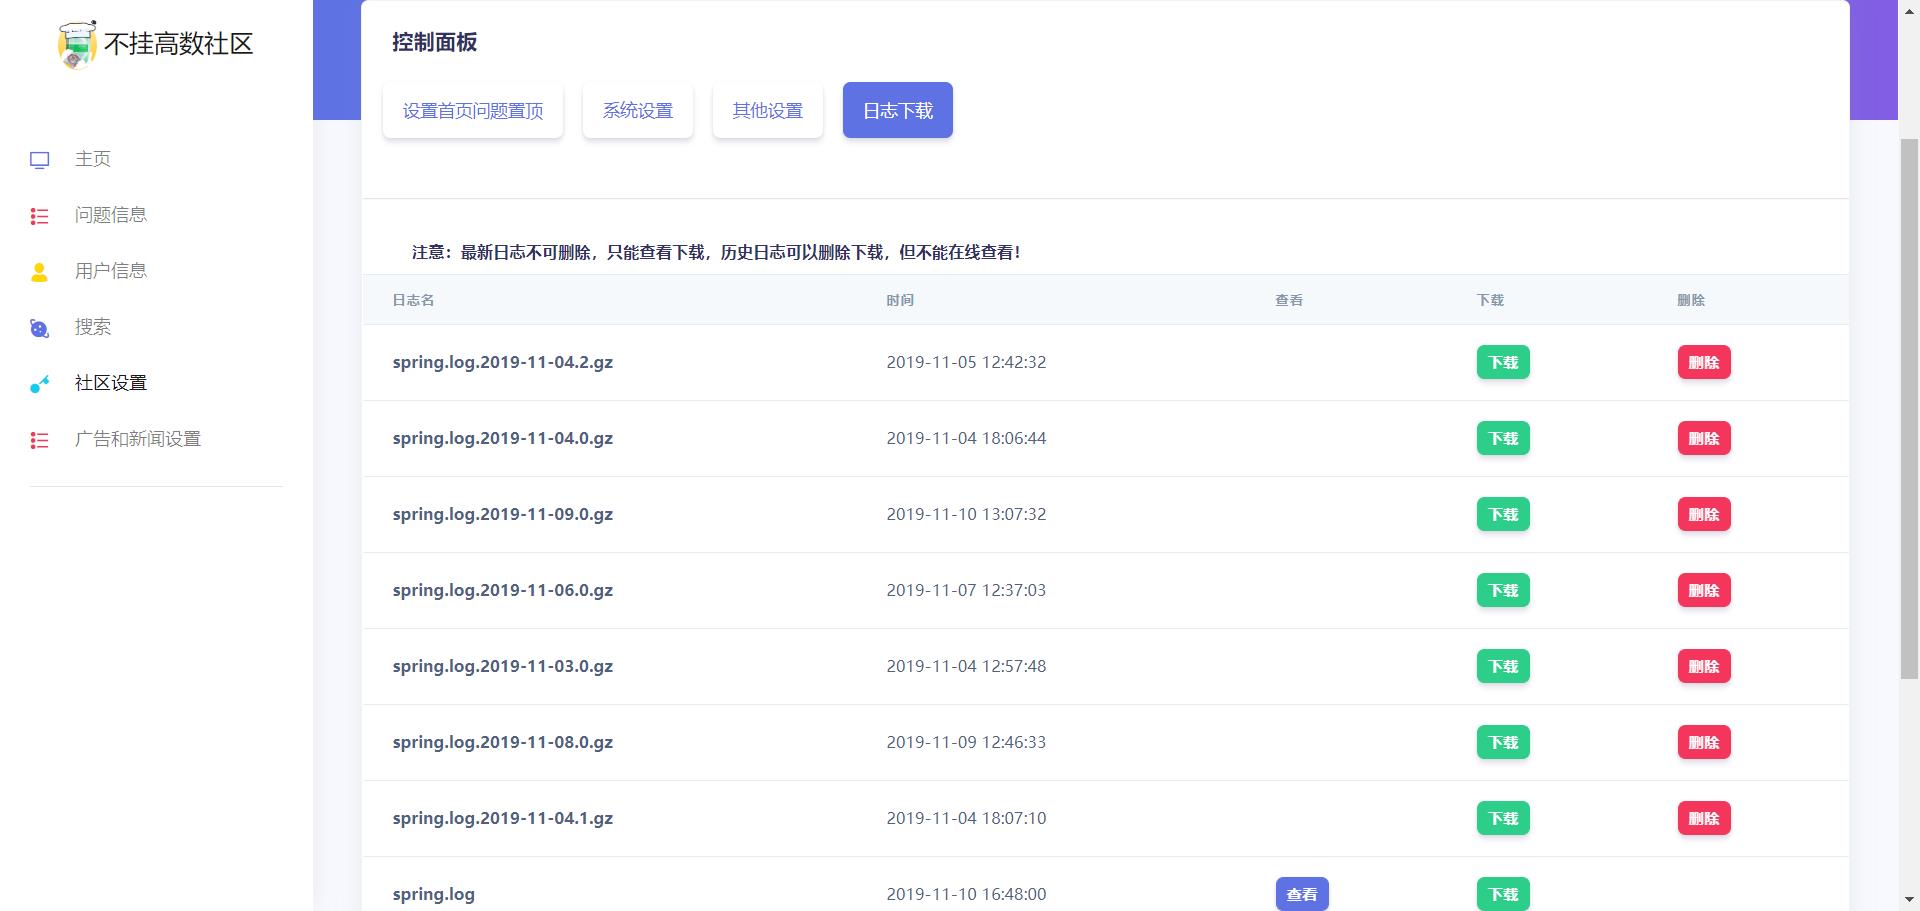 不挂高数社区
主页
问题信息
用户信息
搜索
社区设置
广告和新闻设置
控制面板
设置首页问题置顶 系统设置 其他设置 日志下载
注意：最新日志不可删除，只能查看下载，历史日志可以删除下载，但不能在线查看！
日志名 时间 查看 下载 删除
spring.log.2019-11-04.2.gz 2019-11-05 12:42:32 下载 删除
spring.log.2019-11-04.0.gz 2019-11-04 18:06:44 下载 删除
spring.log.2019-11-09.0.gz 2019-11-10 13:07:32 下载 删除
spring.log.2019-11-06.0.gz 2019-11-07 12:37:03 下载 删除
spring.log.2019-11-03.0.gz 2019-11-04 12:57:48 下载 删除
spring.log.2019-11-08.0.gz 2019-11-09 12:46:33 下载 删除
spring.log.2019-11-04.1.gz 2019-11-04 18:07:10 下载 删除
spring.log 2019-11-10 16:48:00 查看 下载